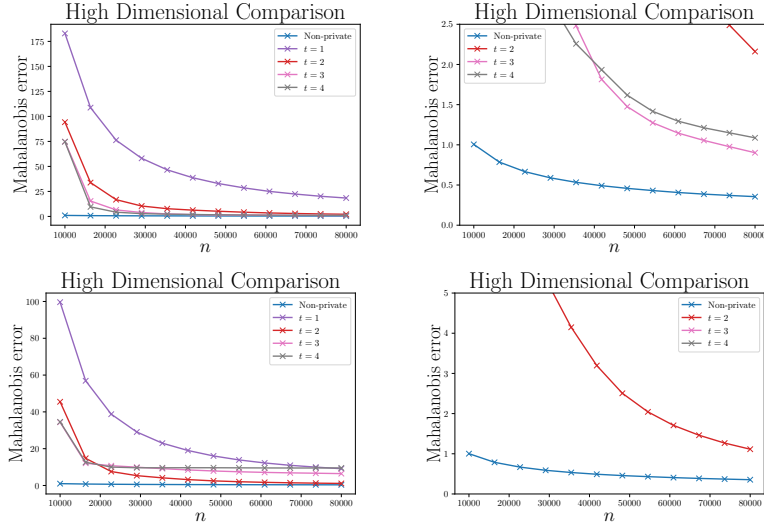 High Dimensional Comparison
Mahalanobis error
175
150
125
100
75
50
25
0
10000 20000 30000 40000 50000 60000 70000 80000
n
Non-private
t = 1
t = 2
t = 3
t = 4
High Dimensional Comparison
Mahalanobis error
2.5
2.0
1.5
1.0
0.5
0.0
10000 20000 30000 40000 50000 60000 70000 80000
n
Non-private
t = 2
t = 3
t = 4
High Dimensional Comparison
Mahalanobis error
100
80
60
40
20
0
10000 20000 30000 40000 50000 60000 70000 80000
n
Non-private
t = 1
t = 2
t = 3
t = 4
High Dimensional Comparison
Mahalanobis error
5
4
3
2
1
0
10000 20000 30000 40000 50000 60000 70000 80000
n
Non-private
t = 2
t = 3
t = 4